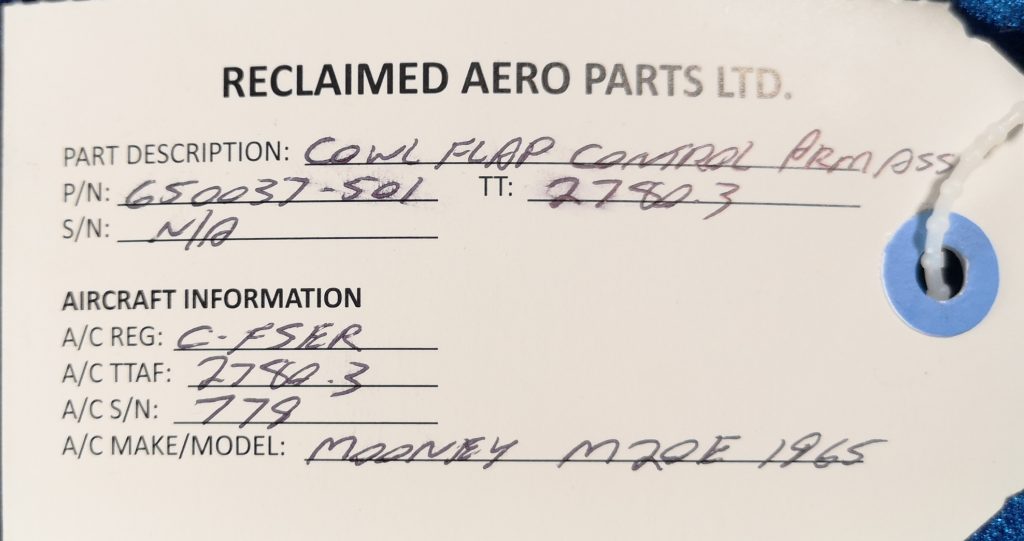 RECLAIMED AERO PARTS LTD.
PART DESCRIPTION: COWL FLAP CONTROL ARM ASS
P/N: 650037-501 TT: 2780.3
S/N: N/A
AIRCRAFT INFORMATION
A/C REG: C-FSER
A/C TTAF: 2780.3
A/C S/N: 779
A/C MAKE/MODEL: MOONEY M20E 1965